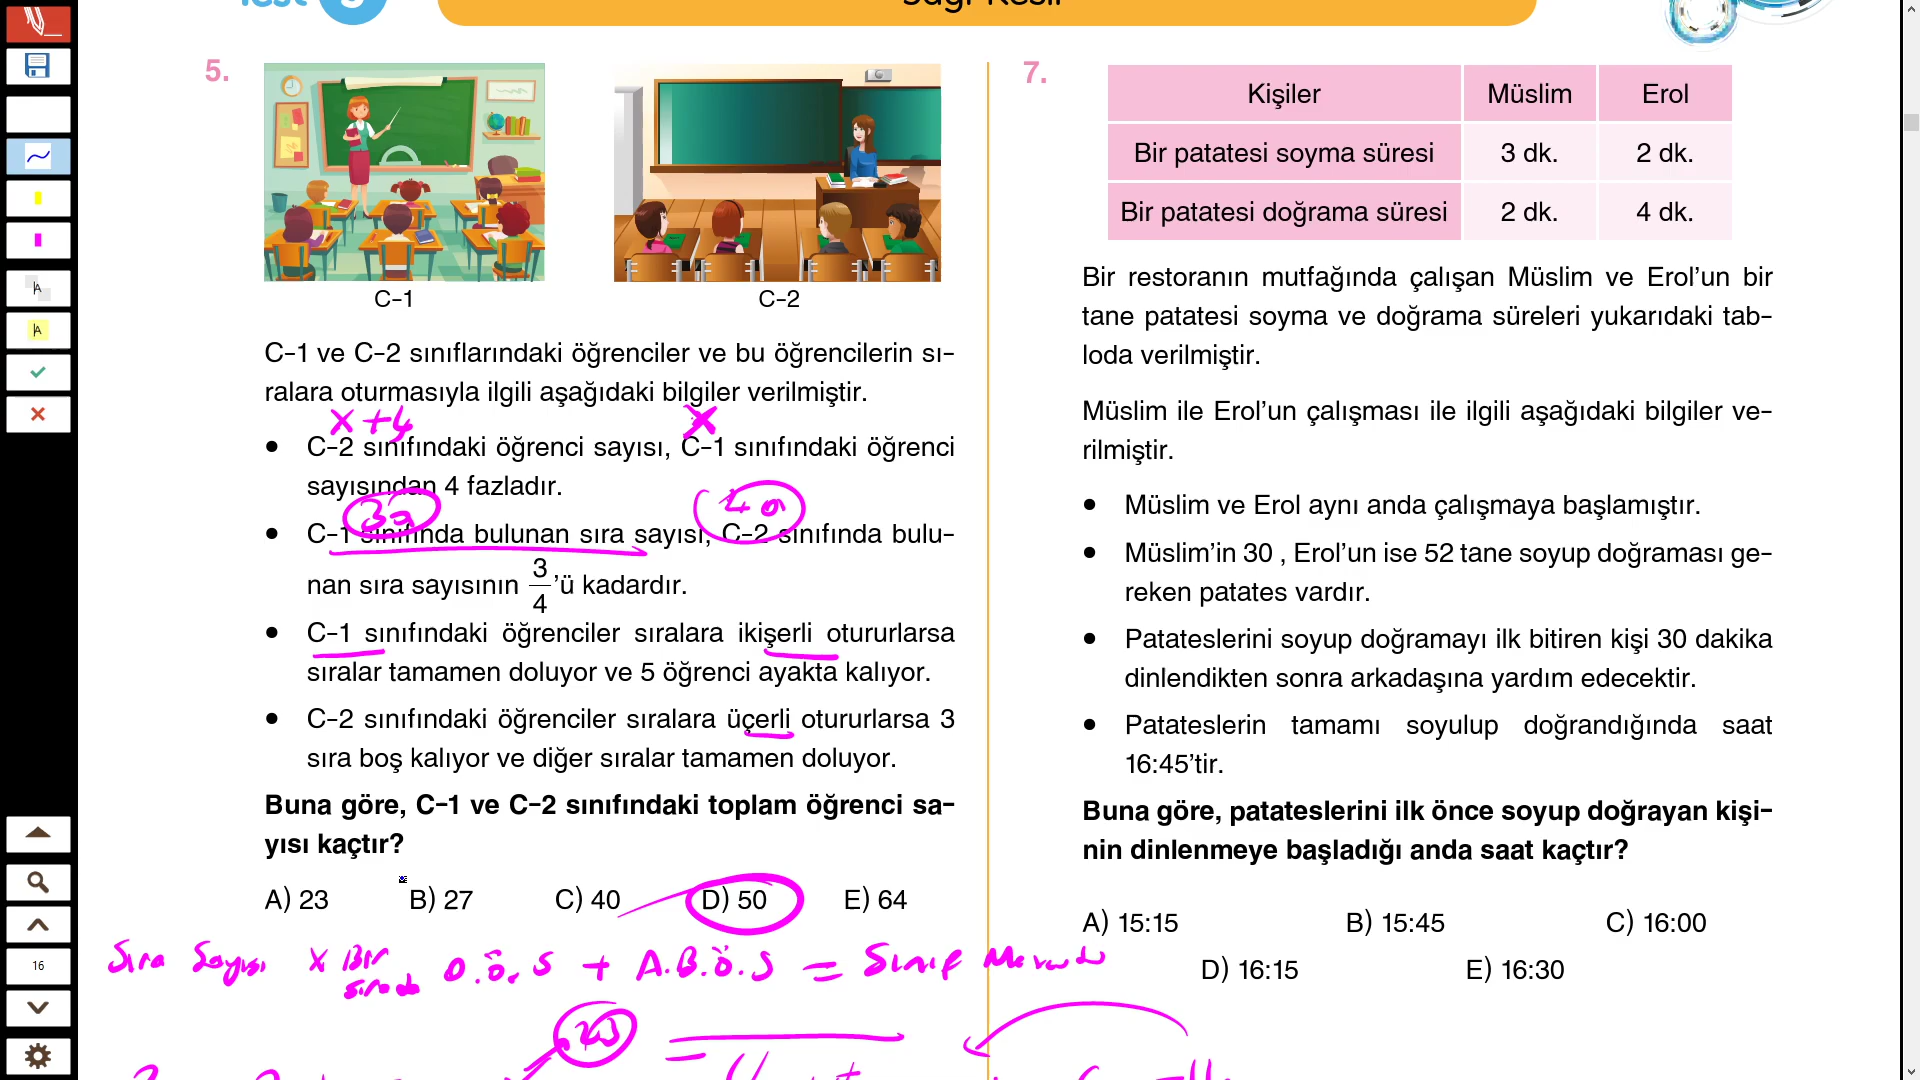 Test
Sayı Kesir
5.
C-1
C-2
C-1 ve C-2 sınıflarındaki öğrenciler ve bu öğrencilerin sı-
ralara oturmasıyla ilgili aşağıdaki bilgiler verilmiştir.
x+4 x
• C-2 sınıfındaki öğrenci sayısı, C-1 sınıfındaki öğrenci
sayısından 4 fazladır.
3a 4a
• C-1 sınıfında bulunan sıra sayısı, C-2 sınıfında bulu-
nan sıra sayısının 3/4'ü kadardır.
• C-1 sınıfındaki öğrenciler sıralara ikişerli otururlarsa
sıralar tamamen doluyor ve 5 öğrenci ayakta kalıyor.
• C-2 sınıfındaki öğrenciler sıralara üçerli otururlarsa 3
sıra boş kalıyor ve diğer sıralar tamamen doluyor.
Buna göre, C-1 ve C-2 sınıfındaki toplam öğrenci sa-
yısı kaçtır?
A) 23 B) 27 C) 40 D) 50 E) 64
Sıra Sayısı x Bir sırada O.Ö.S + A.B.Ö.S = Sınıf Mevcudu
23
7.
Kişiler Müslim Erol
Bir patatesi soyma süresi 3 dk. 2 dk.
Bir patatesi doğrama süresi 2 dk. 4 dk.
Bir restoranın mutfağında çalışan Müslim ve Erol'un bir
tane patatesi soyma ve doğrama süreleri yukarıdaki tab-
loda verilmiştir.
Müslim ile Erol'un çalışması ile ilgili aşağıdaki bilgiler ve-
rilmiştir.
• Müslim ve Erol aynı anda çalışmaya başlamıştır.
• Müslim'in 30 , Erol'un ise 52 tane soyup doğraması ge-
reken patates vardır.
• Patateslerini soyup doğramayı ilk bitiren kişi 30 dakika
dinlendikten sonra arkadaşına yardım edecektir.
• Patateslerin tamamı soyulup doğrandığında saat
16:45'tir.
Buna göre, patateslerini ilk önce soyup doğrayan kişi-
nin dinlenmeye başladığı anda saat kaçtır?
A) 15:15 B) 15:45 C) 16:00
D) 16:15 E) 16:30
16